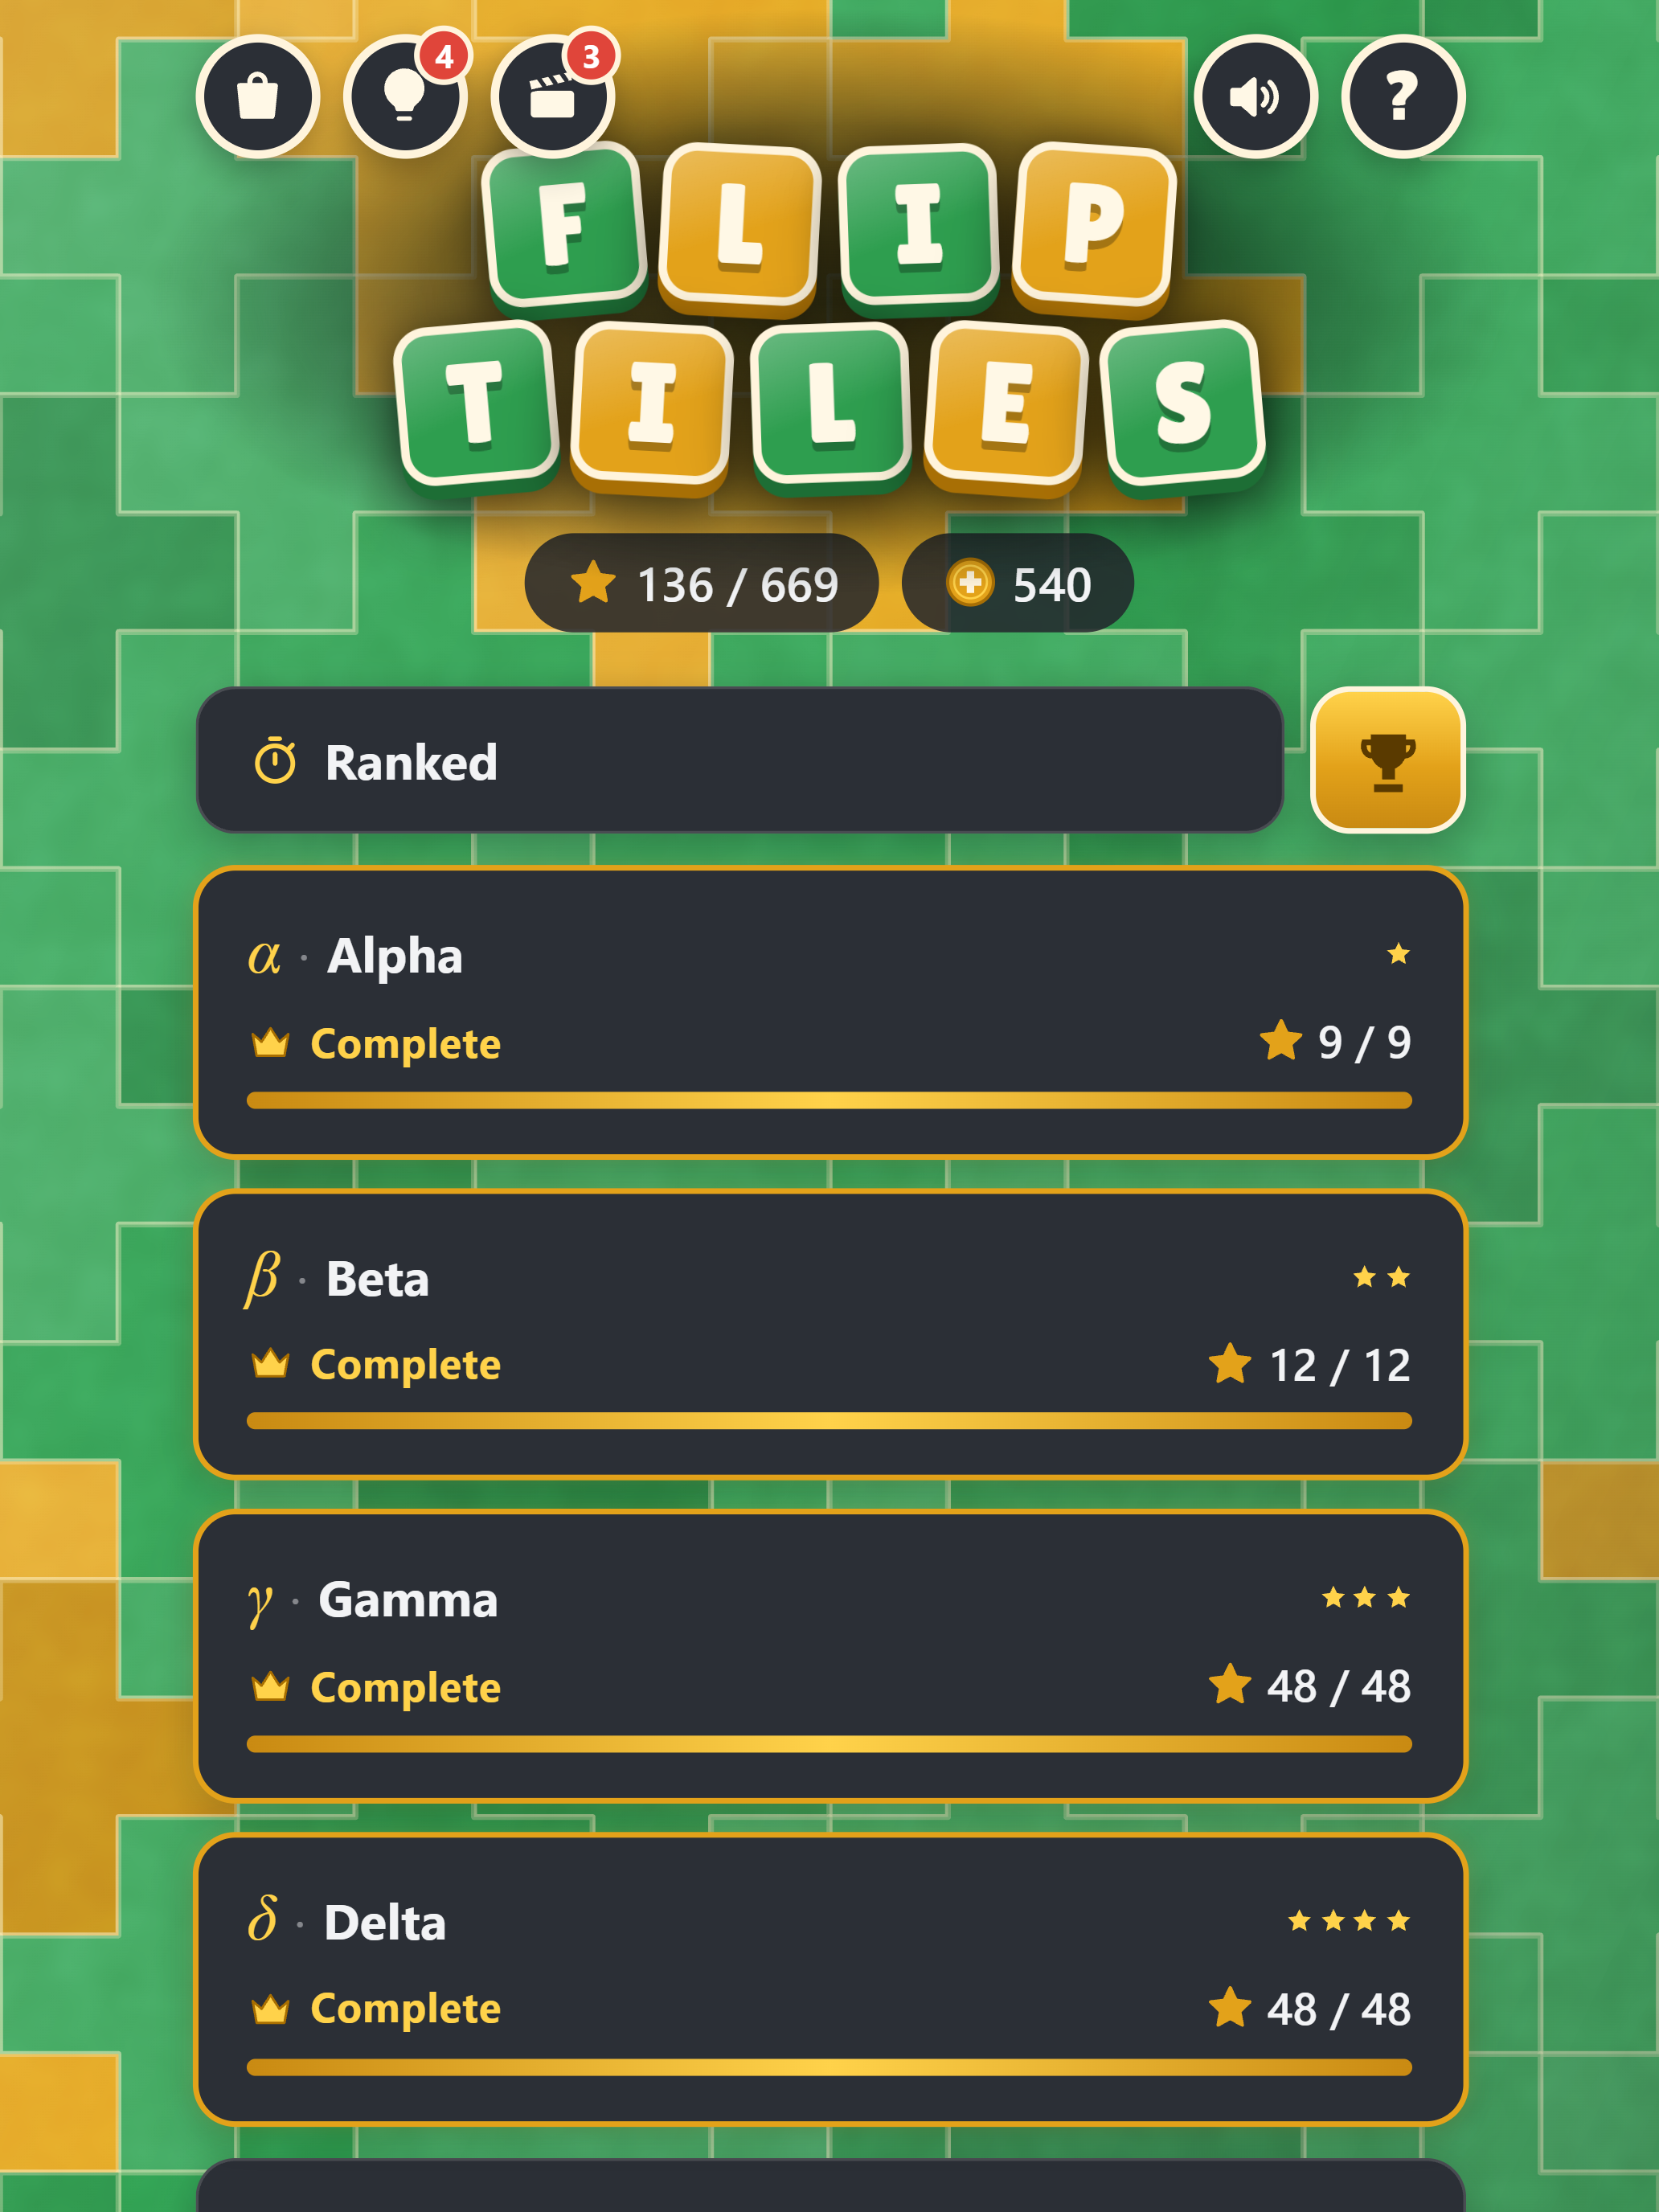 4
3
?
FLIP
TILES
136 / 669
540
Ranked
α · Alpha
Complete
9 / 9
β · Beta
Complete
12 / 12
γ · Gamma
Complete
48 / 48
δ · Delta
Complete
48 / 48